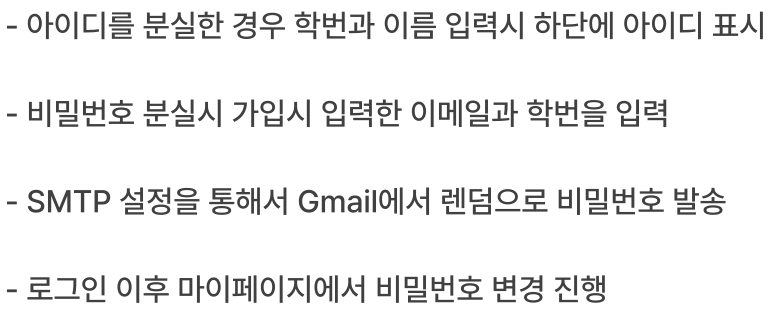 - 아이디를 분실한 경우 학번과 이름 입력시 하단에 아이디 표시
- 비밀번호 분실시 가입시 입력한 이메일과 학번을 입력
- SMTP 설정을 통해서 Gmail에서 렌덤으로 비밀번호 발송
- 로그인 이후 마이페이지에서 비밀번호 변경 진행